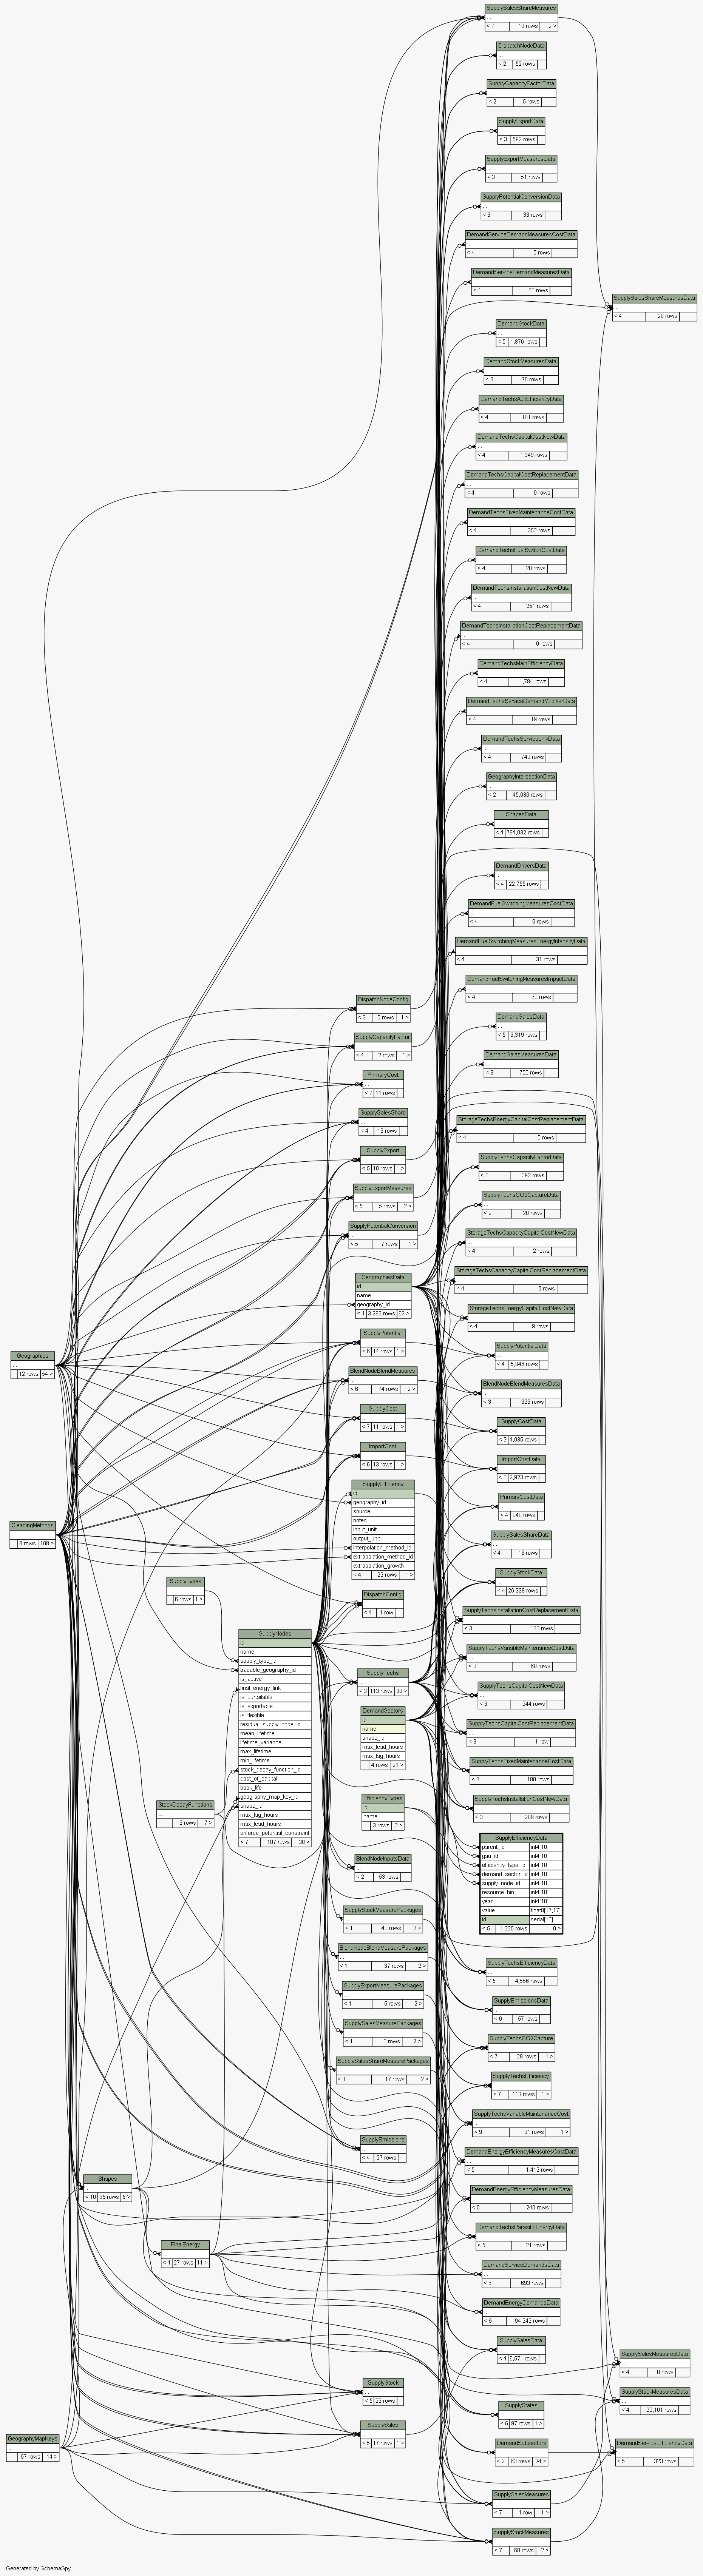 SupplySalesShareMeasures
< 7 18 rows 2 >
DispatchNodeData
< 2 52 rows
SupplyCapacityFactorData
< 2 5 rows
SupplyExportData
< 3 592 rows
SupplyExportMeasuresData
< 3 51 rows
SupplyPotentialConversionData
< 3 33 rows
DemandServiceDemandMeasuresCostData
< 4 0 rows
DemandServiceDemandMeasuresData
< 4 60 rows
SupplySalesShareMeasuresData
< 4 28 rows
DemandStockData
< 5 1,876 rows
DemandStockMeasuresData
< 3 70 rows
DemandTechsAuxEfficiencyData
< 4 101 rows
DemandTechsCapitalCostNewData
< 4 1,349 rows
DemandTechsCapitalCostReplacementData
< 4 0 rows
DemandTechsFixedMaintenanceCostData
< 4 352 rows
DemandTechsFuelSwitchCostData
< 4 20 rows
DemandTechsInstallationCostNewData
< 4 251 rows
DemandTechsInstallationCostReplacementData
< 4 0 rows
DemandTechsMainEfficiencyData
< 4 1,784 rows
DemandTechsServiceDemandModifierData
< 4 19 rows
DemandTechsServiceLinkData
< 4 740 rows
GeographyIntersectionData
< 2 45,036 rows
ShapesData
< 4 784,032 rows
DemandDriversData
< 4 22,755 rows
DemandFuelSwitchingMeasuresCostData
< 4 6 rows
DemandFuelSwitchingMeasuresEnergyIntensityData
< 4 31 rows
DemandFuelSwitchingMeasuresImpactData
< 4 63 rows
DispatchNodeConfig
< 3 5 rows 1 >
DemandSalesData
< 5 3,319 rows
SupplyCapacityFactor
< 4 2 rows 1 >
DemandSalesMeasuresData
< 3 750 rows
PrimaryCost
< 7 11 rows
SupplySalesShare
< 4 13 rows
StorageTechsEnergyCapitalCostReplacementData
< 4 0 rows
SupplyExport
< 5 10 rows 1 >
SupplyTechsCapacityFactorData
< 3 392 rows
SupplyExportMeasures
< 5 5 rows 2 >
SupplyTechsCO2CaptureData
< 2 28 rows
SupplyPotentialConversion
< 5 7 rows 1 >
StorageTechsCapacityCapitalCostNewData
< 4 2 rows
GeographiesData
id
name
geography_id
< 1 3,283 rows 62 >
StorageTechsCapacityCapitalCostReplacementData
< 4 0 rows
StorageTechsEnergyCapitalCostNewData
< 4 8 rows
SupplyPotential
< 6 14 rows 1 >
SupplyPotentialData
< 4 5,846 rows
Geographies
12 rows 54 >
BlendNodeBlendMeasures
< 6 74 rows 2 >
BlendNodeBlendMeasuresData
< 3 623 rows
SupplyCost
< 7 11 rows 1 >
SupplyCostData
< 3 4,035 rows
ImportCost
< 6 13 rows 1 >
ImportCostData
< 3 2,923 rows
SupplyEfficiency
id
geography_id
source
notes
input_unit
output_unit
interpolation_method_id
extrapolation_method_id
extrapolation_growth
< 4 29 rows 1 >
PrimaryCostData
< 4 848 rows
CleaningMethods
8 rows 108 >
SupplySalesShareData
< 4 13 rows
SupplyTypes
6 rows 1 >
SupplyStockData
< 4 26,338 rows
DispatchConfig
< 4 1 row
SupplyTechsInstallationCostReplacementData
< 3 180 rows
SupplyNodes
id
name
supply_type_id
tradable_geography_id
is_active
final_energy_link
is_curtailable
is_exportable
is_flexible
residual_supply_node_id
mean_lifetime
lifetime_variance
max_lifetime
min_lifetime
stock_decay_function_id
cost_of_capital
book_life
geography_map_key_id
shape_id
max_lag_hours
max_lead_hours
enforce_potential_constraint
< 7 107 rows 38 >
SupplyTechsVariableMaintenanceCostData
< 3 68 rows
SupplyTechs
< 3 113 rows 30 >
SupplyTechsCapitalCostNewData
< 3 944 rows
DemandSectors
id
name
shape_id
max_lead_hours
max_lag_hours
4 rows 21 >
SupplyTechsCapitalCostReplacementData
< 3 1 row
SupplyTechsFixedMaintenanceCostData
< 3 180 rows
StockDecayFunctions
3 rows 7 >
EfficiencyTypes
id
name
3 rows 2 >
SupplyTechsInstallationCostNewData
< 3 209 rows
SupplyEfficiencyData
parent_id int4[10]
gau_id int4[10]
efficiency_type_id int4[10]
demand_sector_id int4[10]
supply_node_id int4[10]
resource_bin int4[10]
year int4[10]
value float8[17,17]
id serial[10]
< 5 1,225 rows 0 >
BlendNodeInputsData
< 2 53 rows
SupplyStockMeasurePackages
< 1 48 rows 2 >
BlendNodeBlendMeasurePackages
< 1 37 rows 2 >
SupplyTechsEfficiencyData
< 5 4,556 rows
SupplyExportMeasurePackages
< 1 5 rows 2 >
SupplyEmissionsData
< 6 57 rows
SupplySalesMeasurePackages
< 1 0 rows 2 >
SupplyTechsCO2Capture
< 7 28 rows 1 >
SupplySalesShareMeasurePackages
< 1 17 rows 2 >
SupplyTechsEfficiency
< 7 113 rows 1 >
SupplyTechsVariableMaintenanceCost
< 9 81 rows 1 >
SupplyEmissions
< 4 27 rows
DemandEnergyEfficiencyMeasuresCostData
< 5 1,412 rows
Shapes
< 10 35 rows 5 >
DemandEnergyEfficiencyMeasuresData
< 5 240 rows
DemandTechsParasiticEnergyData
< 5 21 rows
FinalEnergy
< 1 27 rows 11 >
DemandServiceDemandsData
< 6 693 rows
DemandEnergyDemandsData
< 5 94,949 rows
SupplySalesData
< 4 6,571 rows
SupplySalesMeasuresData
< 4 0 rows
SupplyStock
< 5 23 rows
SupplyStockMeasuresData
< 4 20,101 rows
SupplyStates
< 6 97 rows 1 >
SupplySales
< 5 17 rows 1 >
GeographyMapKeys
57 rows 14 >
DemandSubsectors
< 2 63 rows 24 >
DemandServiceEfficiencyData
< 5 323 rows
SupplySalesMeasures
< 7 1 row 1 >
SupplyStockMeasures
< 7 80 rows 2 >
Generated by SchemaSpy